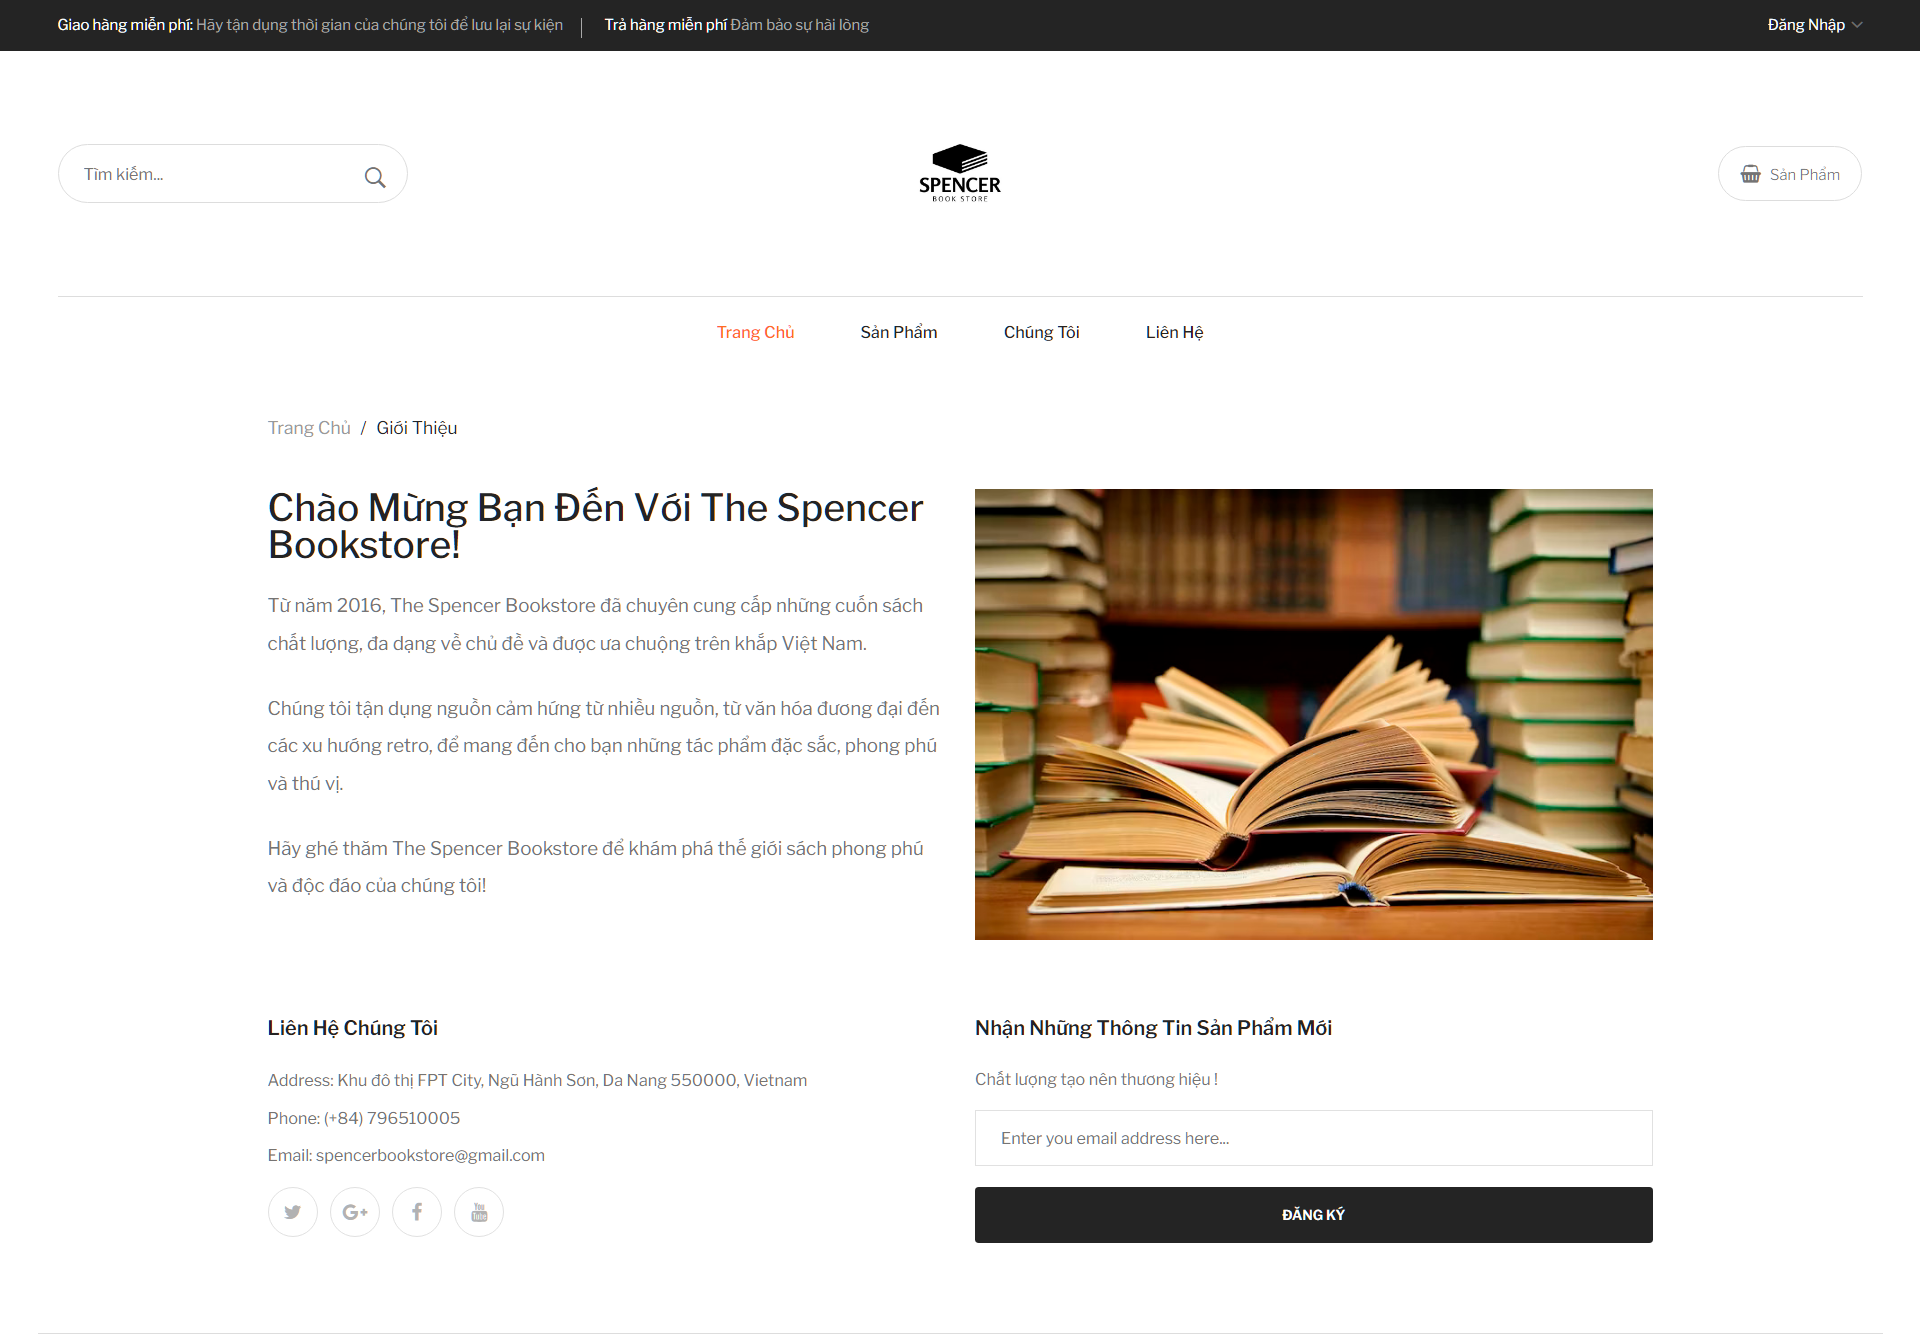 Giao hàng miễn phí: Hãy tận dụng thời gian của chúng tôi để lưu lại sự kiện
Trả hàng miễn phí Đảm bảo sự hài lòng
Đăng Nhập
Tìm kiếm...
SPENCER
BOOK STORE
Sản Phẩm
Trang Chủ
Sản Phẩm
Chúng Tôi
Liên Hệ
Trang Chủ / Giới Thiệu
Chào Mừng Bạn Đến Với The Spencer
Bookstore!
Từ năm 2016, The Spencer Bookstore đã chuyên cung cấp những cuốn sách
chất lượng, đa dạng về chủ đề và được ưa chuộng trên khắp Việt Nam.
Chúng tôi tận dụng nguồn cảm hứng từ nhiều nguồn, từ văn hóa đương đại đến
các xu hướng retro, để mang đến cho bạn những tác phẩm đặc sắc, phong phú
và thú vị.
Hãy ghé thăm The Spencer Bookstore để khám phá thế giới sách phong phú
và độc đáo của chúng tôi!
Liên Hệ Chúng Tôi
Address: Khu đô thị FPT City, Ngũ Hành Sơn, Da Nang 550000, Vietnam
Phone: (+84) 796510005
Email: spencerbookstore@gmail.com
You
Tube
Nhận Những Thông Tin Sản Phẩm Mới
Chất lượng tạo nên thương hiệu !
Enter you email address here...
ĐĂNG KÝ